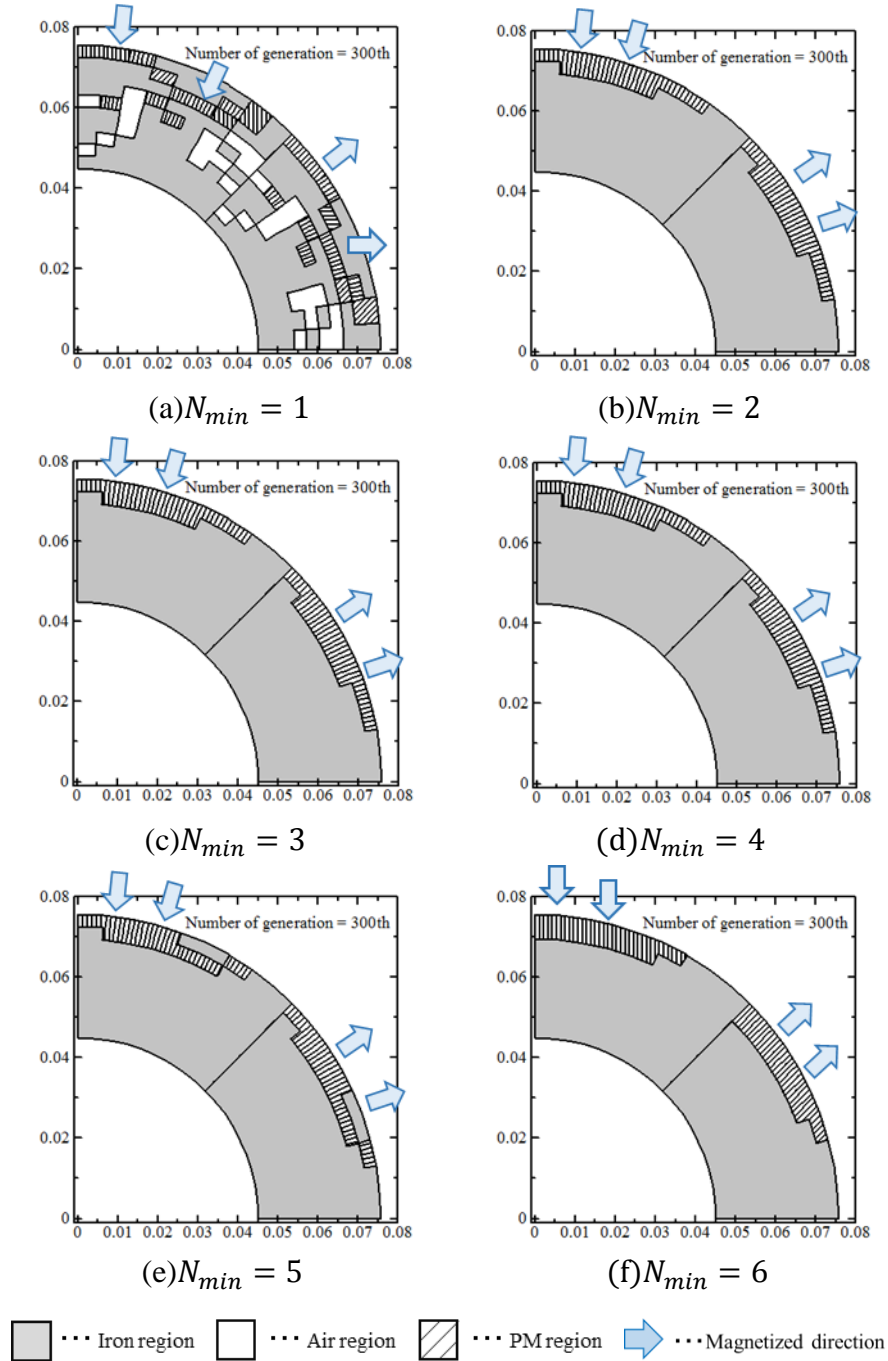 0.08
Number of generation = 300th
0.06
0.04
0.02
0
0 0.01 0.02 0.03 0.04 0.05 0.06 0.07 0.08
(a)N_min = 1
0.08
Number of generation = 300th
0.06
0.04
0.02
0
0 0.01 0.02 0.03 0.04 0.05 0.06 0.07 0.08
(b)N_min = 2
0.08
Number of generation = 300th
0.06
0.04
0.02
0
0 0.01 0.02 0.03 0.04 0.05 0.06 0.07 0.08
(c)N_min = 3
0.08
Number of generation = 300th
0.06
0.04
0.02
0
0 0.01 0.02 0.03 0.04 0.05 0.06 0.07 0.08
(d)N_min = 4
0.08
Number of generation = 300th
0.06
0.04
0.02
0
0 0.01 0.02 0.03 0.04 0.05 0.06 0.07 0.08
(e)N_min = 5
0.08
Number of generation = 300th
0.06
0.04
0.02
0
0 0.01 0.02 0.03 0.04 0.05 0.06 0.07 0.08
(f)N_min = 6
··· Iron region ··· Air region ··· PM region ···Magnetized direction